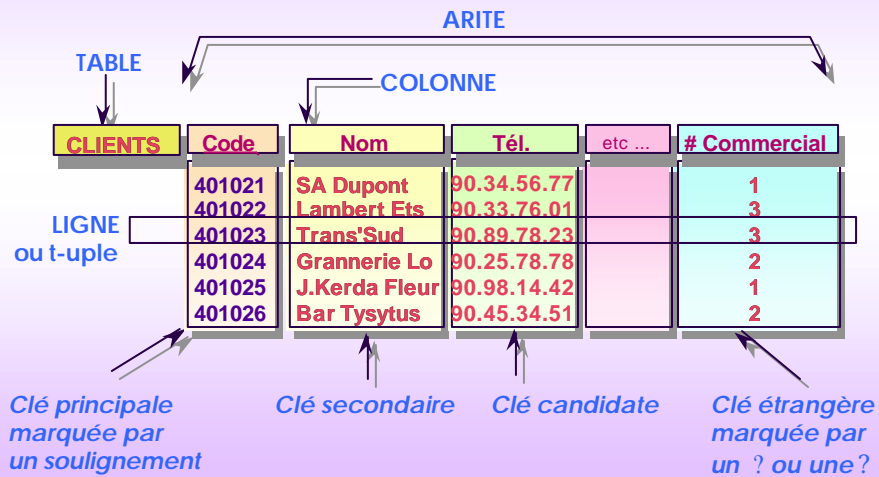 ARITE
TABLE
COLONNE
CLIENTS Code Nom Tél. etc ... # Commercial
401021 SA Dupont 90.34.56.77 1
401022 Lambert Ets 90.33.76.01 3
LIGNE
ou t-uple
401023 Trans'Sud 90.89.78.23 3
401024 Grannerie Lo 90.25.78.78 2
401025 J.Kerda Fleur 90.98.14.42 1
401026 Bar Tysytus 90.45.34.51 2
Clé principale
marquée par
un soulignement
Clé secondaire
Clé candidate
Clé étrangère
marquée par
un ? ou une ?